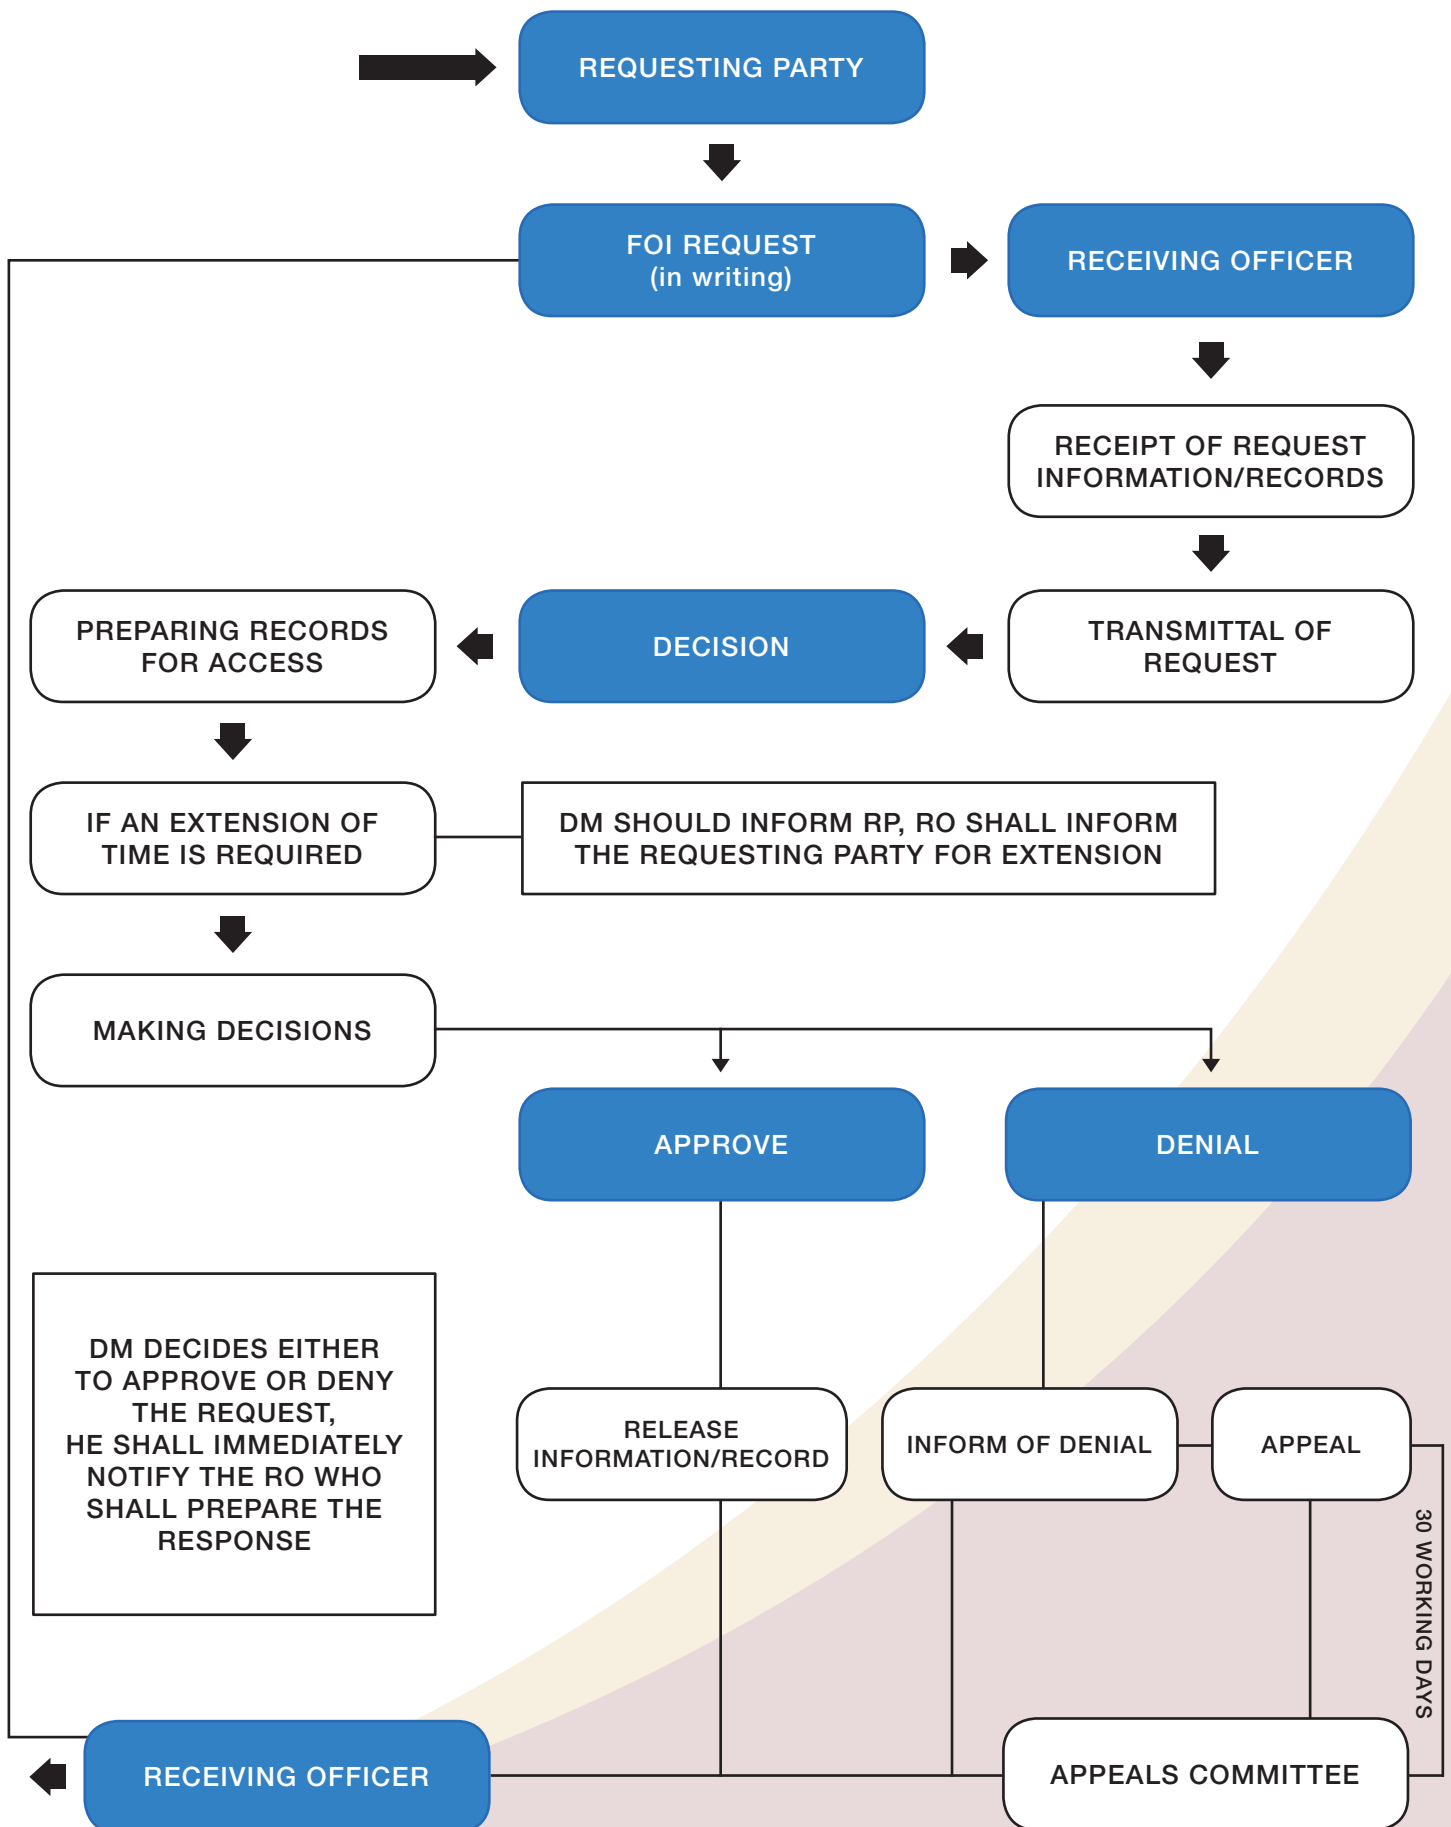 REQUESTING PARTY
FOI REQUEST
(in writing)
RECEIVING OFFICER
RECEIPT OF REQUEST
INFORMATION/RECORDS
PREPARING RECORDS
FOR ACCESS
DECISION
TRANSMITTAL OF
REQUEST
IF AN EXTENSION OF
TIME IS REQUIRED
DM SHOULD INFORM RP, RO SHALL INFORM
THE REQUESTING PARTY FOR EXTENSION
MAKING DECISIONS
APPROVE
DENIAL
DM DECIDES EITHER
TO APPROVE OR DENY
THE REQUEST,
HE SHALL IMMEDIATELY
NOTIFY THE RO WHO
SHALL PREPARE THE
RESPONSE
RELEASE
INFORMATION/RECORD
INFORM OF DENIAL
APPEAL
30 WORKING DAYS
RECEIVING OFFICER
APPEALS COMMITTEE